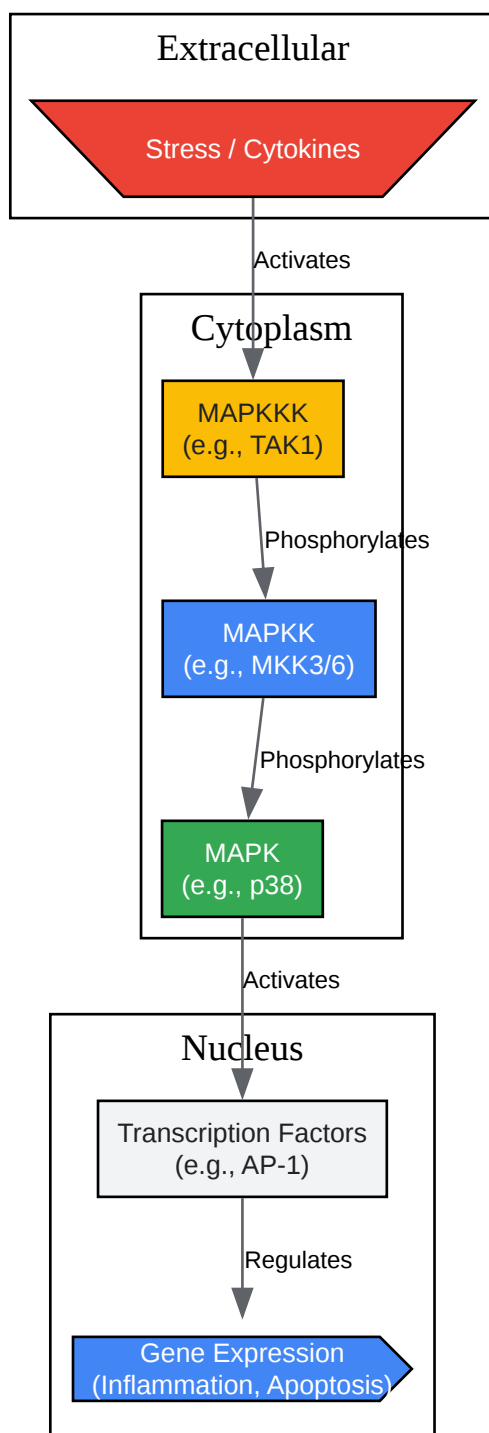 Extracellular
Stress / Cytokines
Activates
Cytoplasm
MAPKKK
(e.g., TAK1)
Phosphorylates
MAPKK
(e.g., MKK3/6)
Phosphorylates
MAPK
(e.g., p38)
Activates
Nucleus
Transcription Factors
(e.g., AP-1)
Regulates
Gene Expression
(Inflammation, Apoptosis)